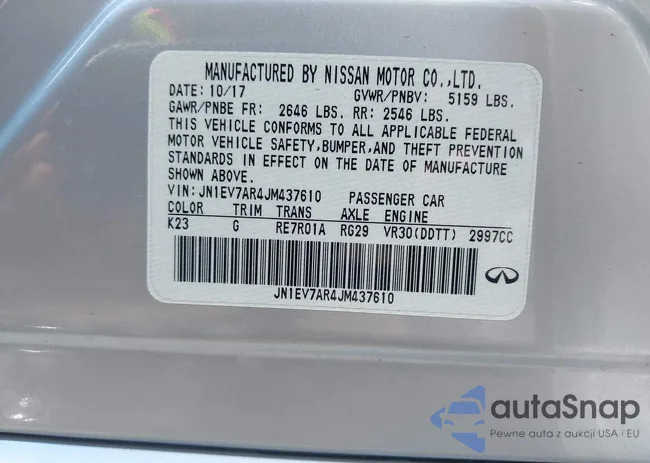 MANUFACTURED BY NISSAN MOTOR CO.,LTD.
DATE: 10/17 GVWR/PNBV: 5159 LBS.
GAWR/PNBE FR: 2646 LBS. RR: 2546 LBS.
THIS VEHICLE CONFORMS TO ALL APPLICABLE FEDERAL
MOTOR VEHICLE SAFETY,BUMPER,AND THEFT PREVENTION
STANDARDS IN EFFECT ON THE DATE OF MANUFACTURE
SHOWN ABOVE.
VIN: JN1EV7AR4JM437610 PASSENGER CAR
COLOR TRIM TRANS AXLE ENGINE
K23 G RE7R01A RG29 VR30(DDTT) 2997CC
JN1EV7AR4JM437610
autaSnap
Pewne auta z aukcji USA i EU